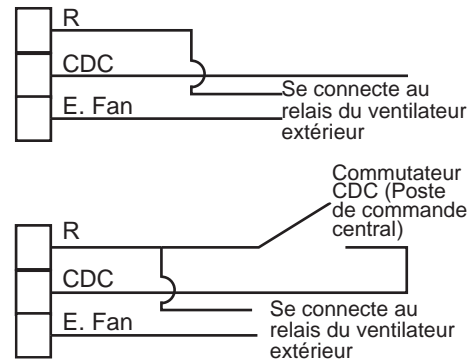 R
CDC
Se connecte au
relais du ventilateur
extérieur
E. Fan
Commutateur
CDC (Poste
de commande
central)
R
CDC
Se connecte au
relais du ventilateur
extérieur
E. Fan